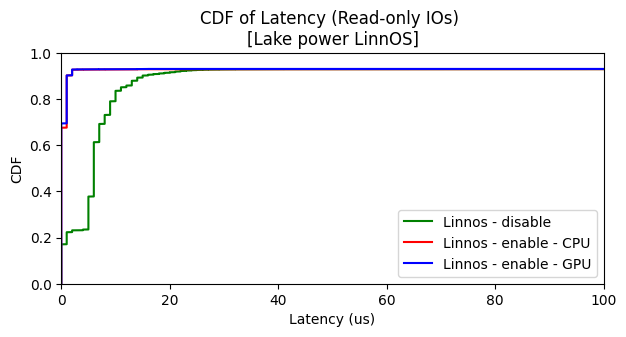 CDF of Latency (Read-only IOs)
[Lake power LinnOS]
1.0
0.8
0.6
0.4
0.2
0.0
CDF
Linnos - disable
Linnos - enable - CPU
Linnos - enable - GPU
0 20 40 60 80 100
Latency (us)